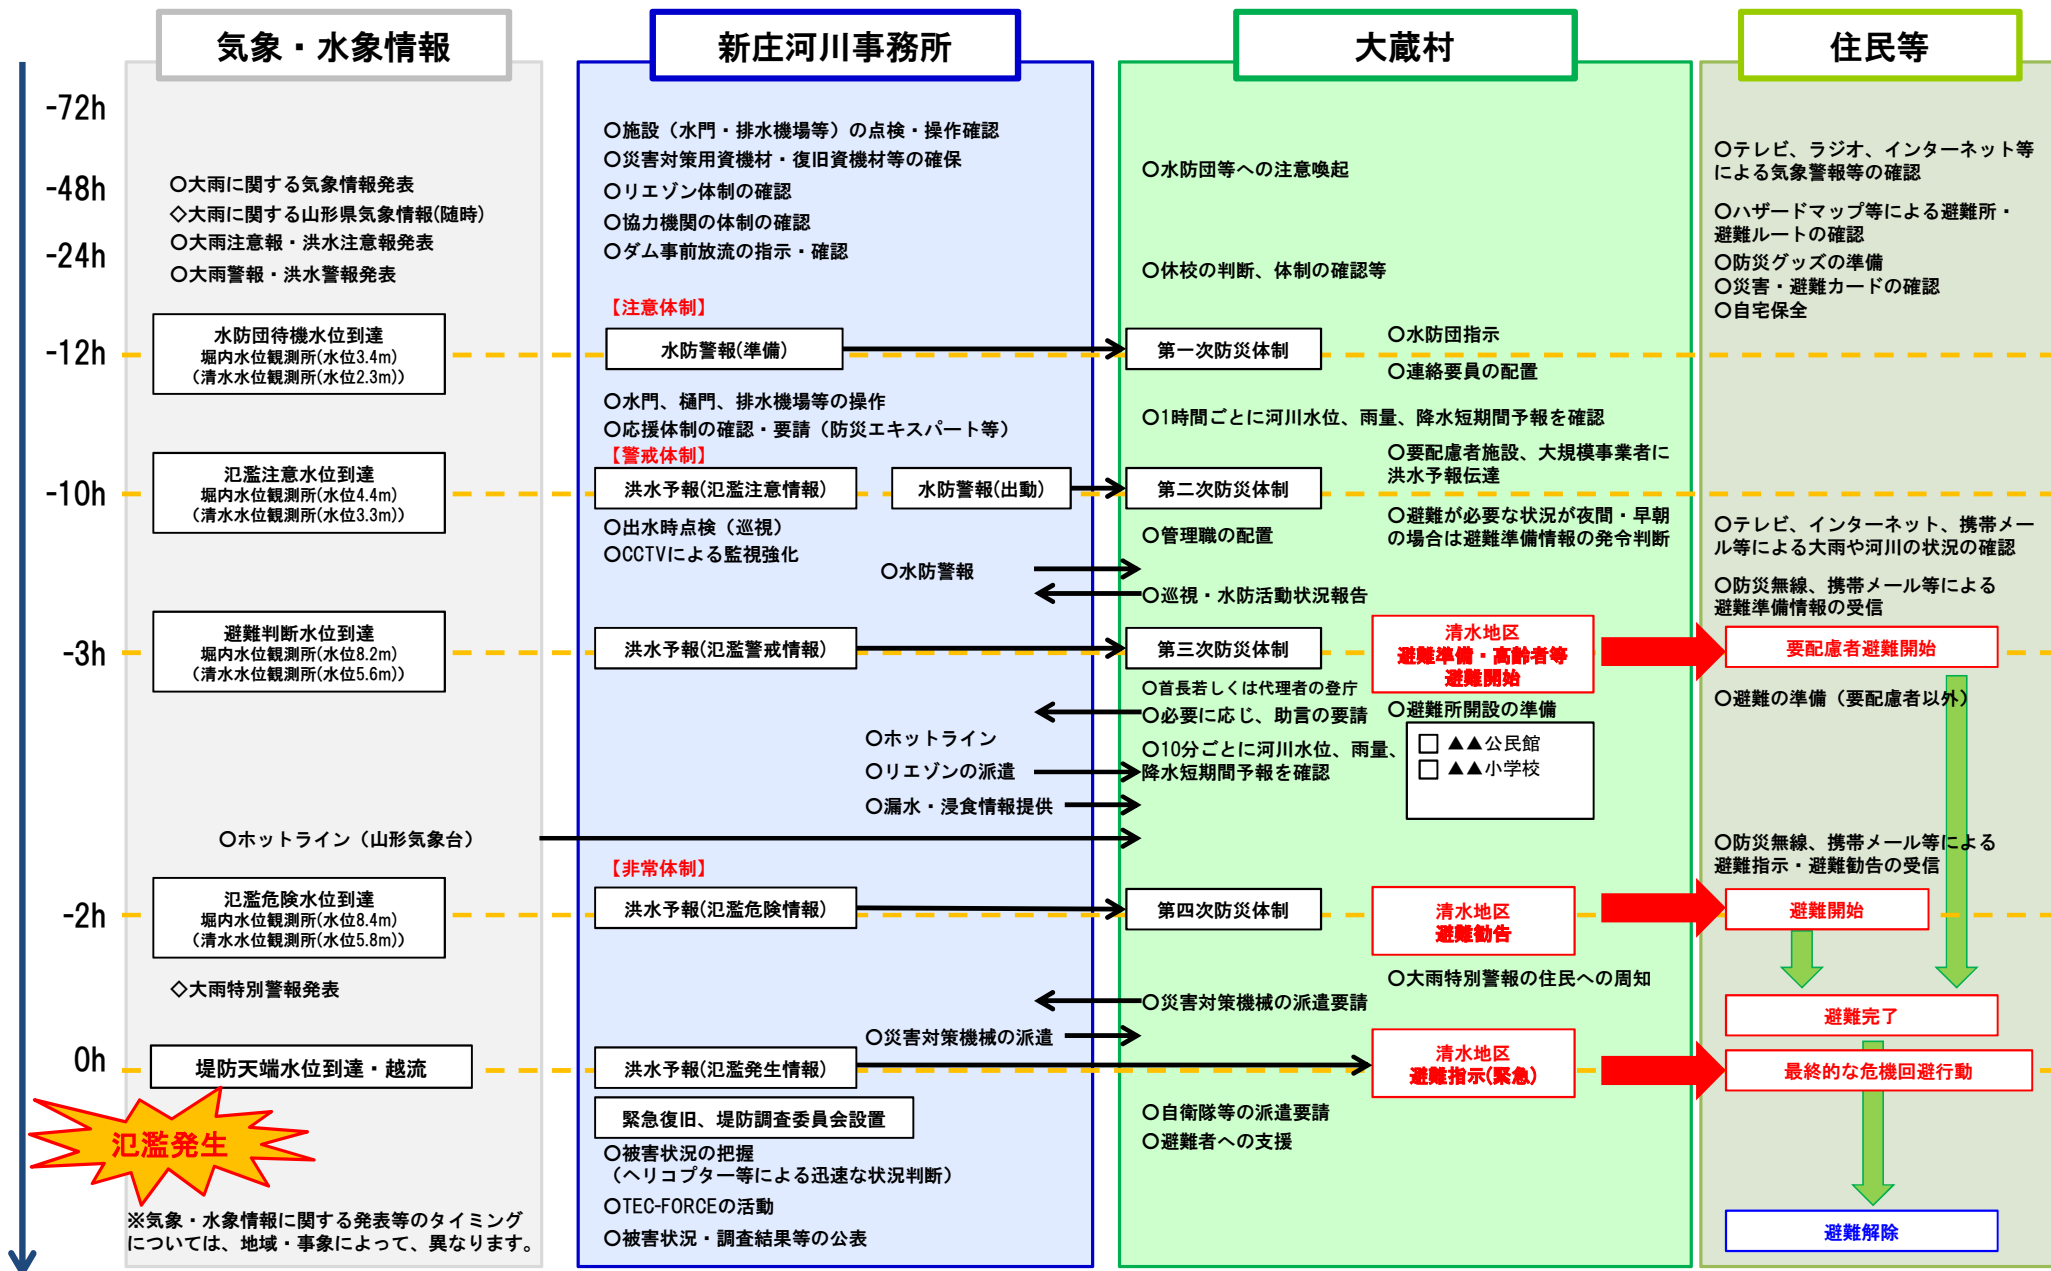 気象・水象情報
新庄河川事務所
大蔵村
住民等
-72h
-48h
-24h
-12h
-10h
-3h
-2h
0h
〇大雨に関する気象情報発表
◇大雨に関する山形県気象情報(随時)
〇大雨注意報・洪水注意報発表
〇大雨警報・洪水警報発表
水防団待機水位到達
堀内水位観測所(水位3.4m)
(清水水位観測所(水位2.3m))
氾濫注意水位到達
堀内水位観測所(水位4.4m)
(清水水位観測所(水位3.3m))
避難判断水位到達
堀内水位観測所(水位8.2m)
(清水水位観測所(水位5.6m))
〇ホットライン（山形気象台）
氾濫危険水位到達
堀内水位観測所(水位8.4m)
(清水水位観測所(水位5.8m))
◇大雨特別警報発表
堤防天端水位到達・越流
氾濫発生
※気象・水象情報に関する発表等のタイミング
については、地域・事象によって、異なります。
〇施設（水門・排水機場等）の点検・操作確認
〇災害対策用資機材・復旧資機材等の確保
〇リエゾン体制の確認
〇協力機関の体制の確認
〇ダム事前放流の指示・確認
【注意体制】
水防警報(準備)
〇水門、樋門、排水機場等の操作
〇応援体制の確認・要請（防災エキスパート等）
【警戒体制】
洪水予報(氾濫注意情報)
水防警報(出動)
〇出水時点検（巡視）
〇CCTVによる監視強化
〇水防警報
洪水予報(氾濫警戒情報)
〇ホットライン
〇リエゾンの派遣
〇漏水・浸食情報提供
【非常体制】
洪水予報(氾濫危険情報)
〇災害対策機械の派遣
洪水予報(氾濫発生情報)
緊急復旧、堤防調査委員会設置
〇被害状況の把握
（ヘリコプター等による迅速な状況判断）
〇TEC-FORCEの活動
〇被害状況・調査結果等の公表
〇水防団等への注意喚起
〇休校の判断、体制の確認等
第一次防災体制
〇水防団指示
〇連絡要員の配置
〇1時間ごとに河川水位、雨量、降水短期間予報を確認
第二次防災体制
〇要配慮者施設、大規模事業者に
洪水予報伝達
〇管理職の配置
〇避難が必要な状況が夜間・早朝
の場合は避難準備情報の発令判断
〇巡視・水防活動状況報告
第三次防災体制
清水地区
避難準備・高齢者等
避難開始
〇首長若しくは代理者の登庁
〇必要に応じ、助言の要請
〇避難所開設の準備
〇10分ごとに河川水位、雨量、
降水短期間予報を確認
□ ▲▲公民館
□ ▲▲小学校
第四次防災体制
清水地区
避難勧告
〇大雨特別警報の住民への周知
〇災害対策機械の派遣要請
清水地区
避難指示(緊急)
〇自衛隊等の派遣要請
〇避難者への支援
〇テレビ、ラジオ、インターネット等
による気象警報等の確認
〇ハザードマップ等による避難所・
避難ルートの確認
〇防災グッズの準備
〇災害・避難カードの確認
〇自宅保全
〇テレビ、インターネット、携帯メー
ル等による大雨や河川の状況の確認
〇防災無線、携帯メール等による
避難準備情報の受信
要配慮者避難開始
〇避難の準備（要配慮者以外）
〇防災無線、携帯メール等による
避難指示・避難勧告の受信
避難開始
避難完了
最終的な危機回避行動
避難解除